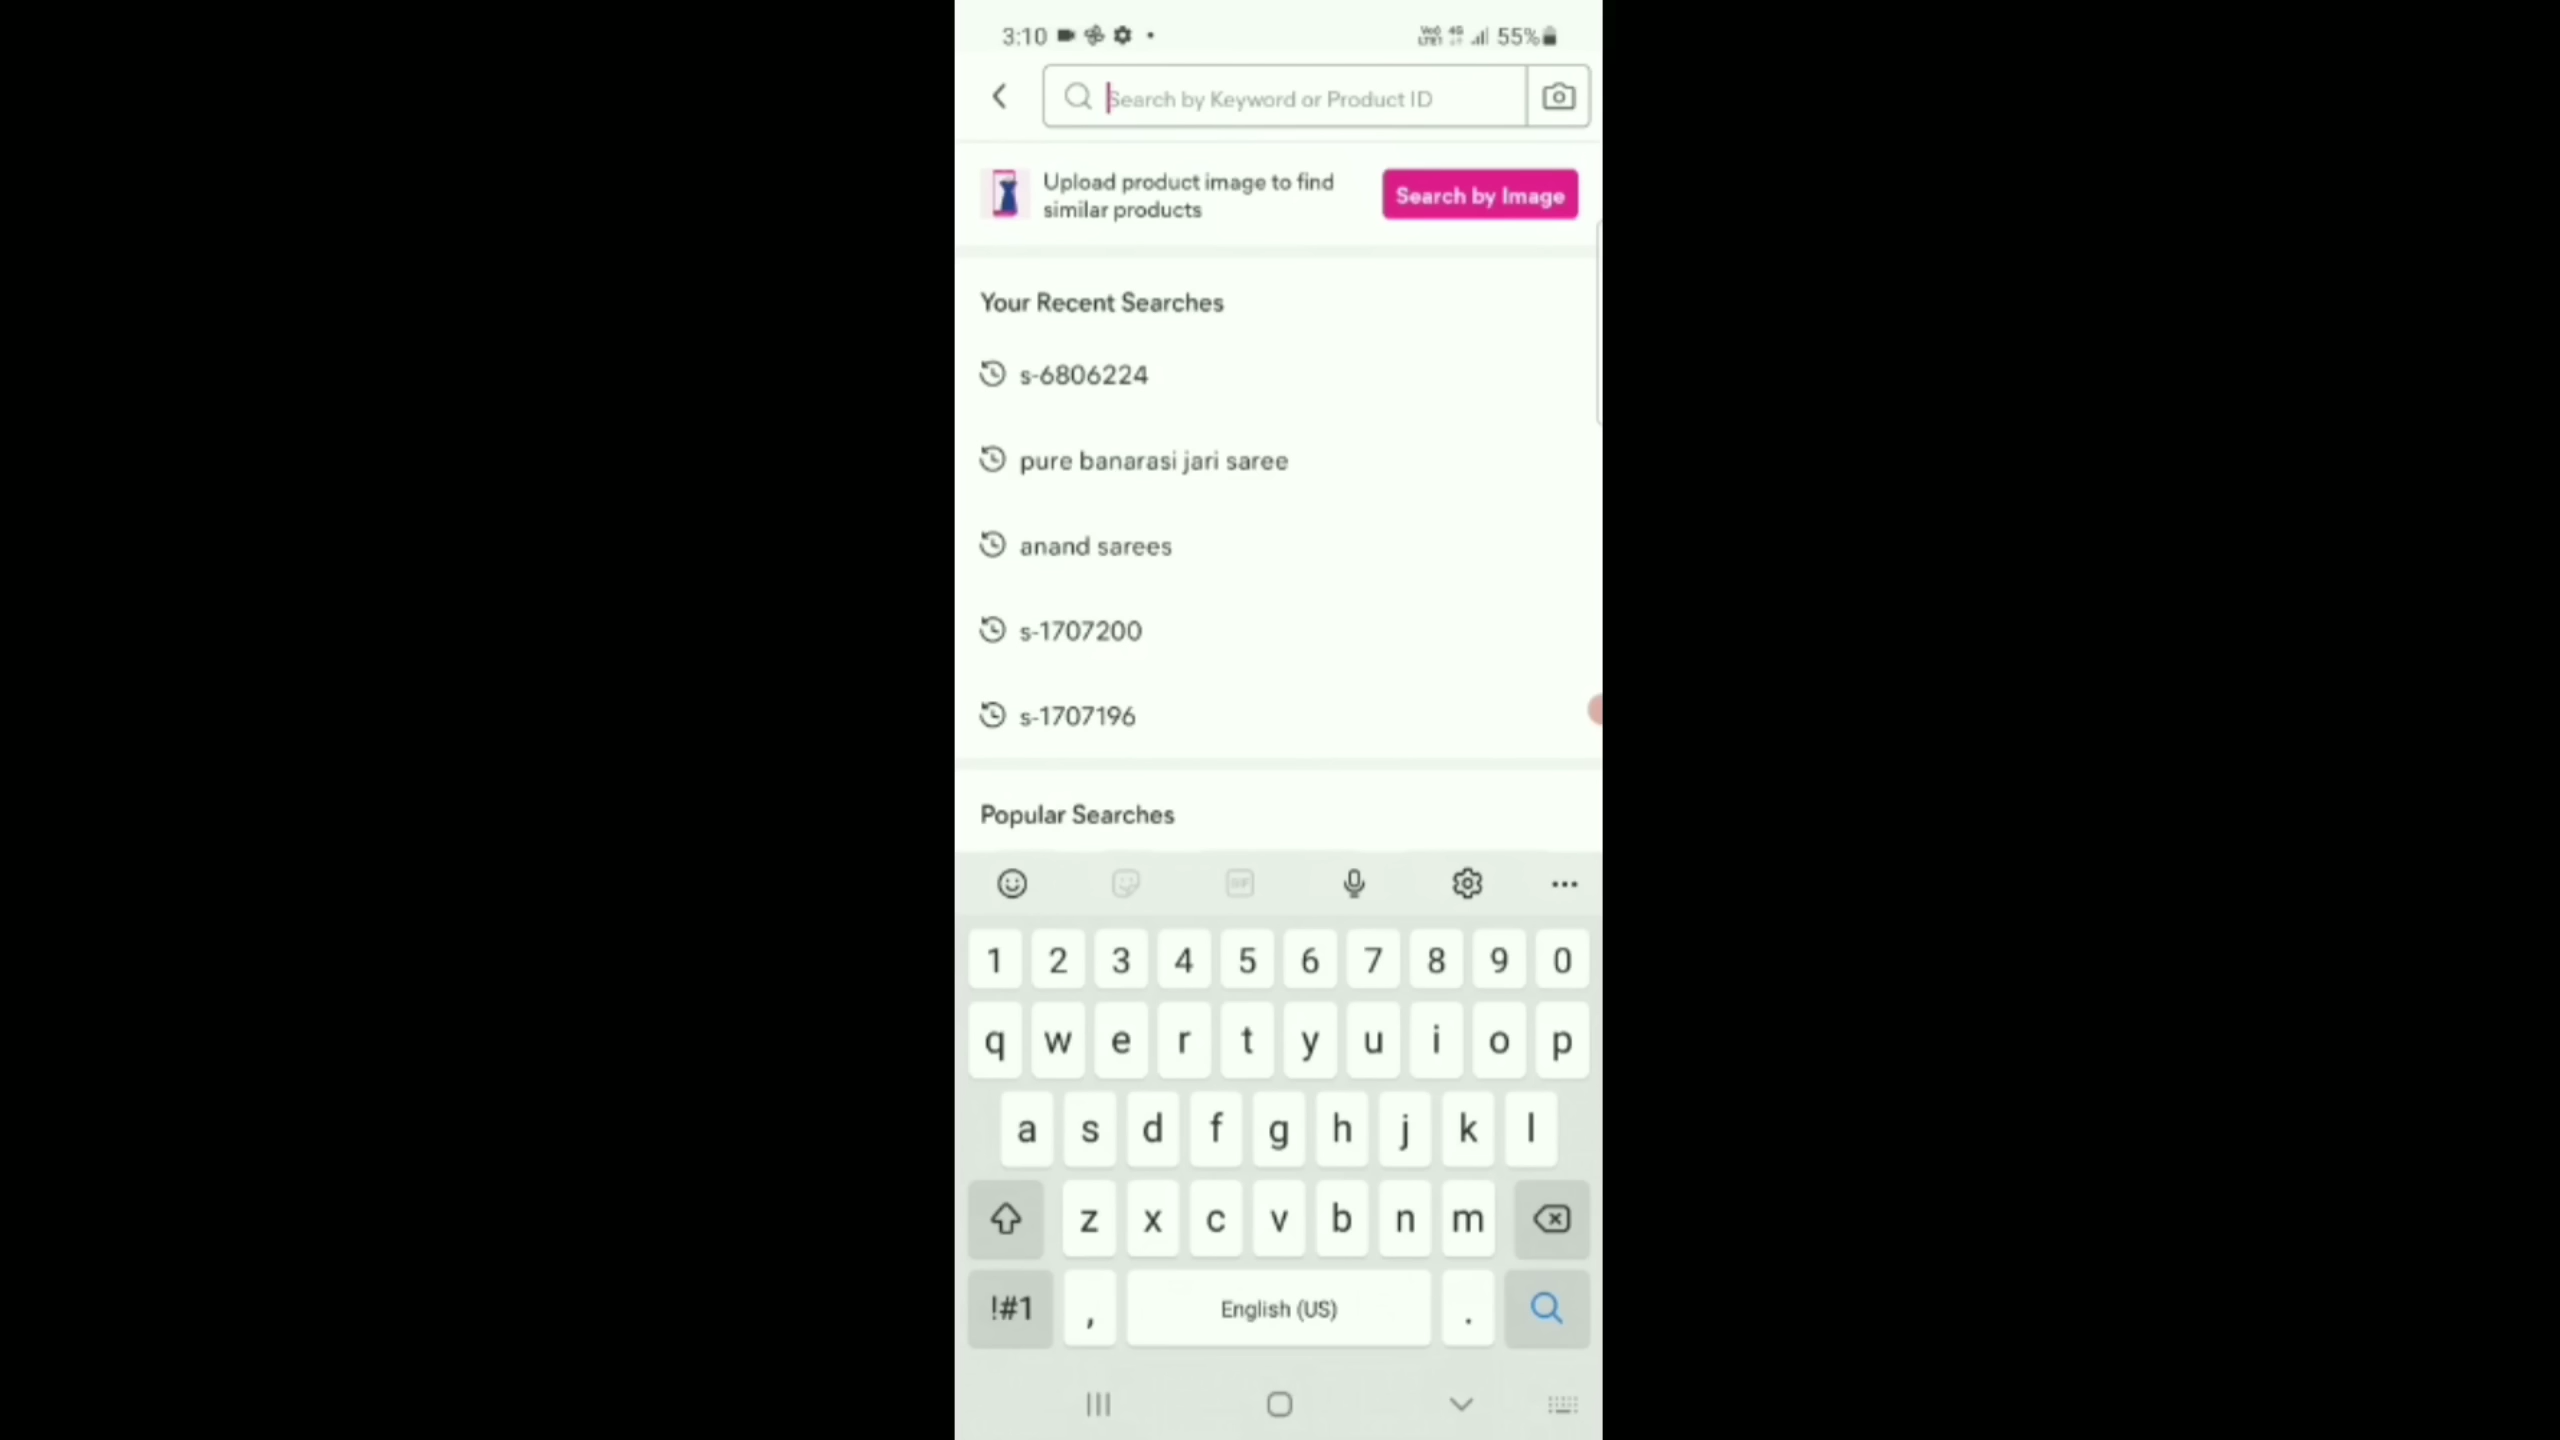 3:10 55%
Search by Keyword or Product ID
Upload product image to find
similar products
Search by Image
Your Recent Searches
s-6806224
pure banarasi jari saree
anand sarees
s-1707200
s-1707196
Popular Searches
1 2 3 4 5 6 7 8 9 0
q w e r t y u i o p
a s d f g h j k l
z x c v b n m
!#1 , English (US) .